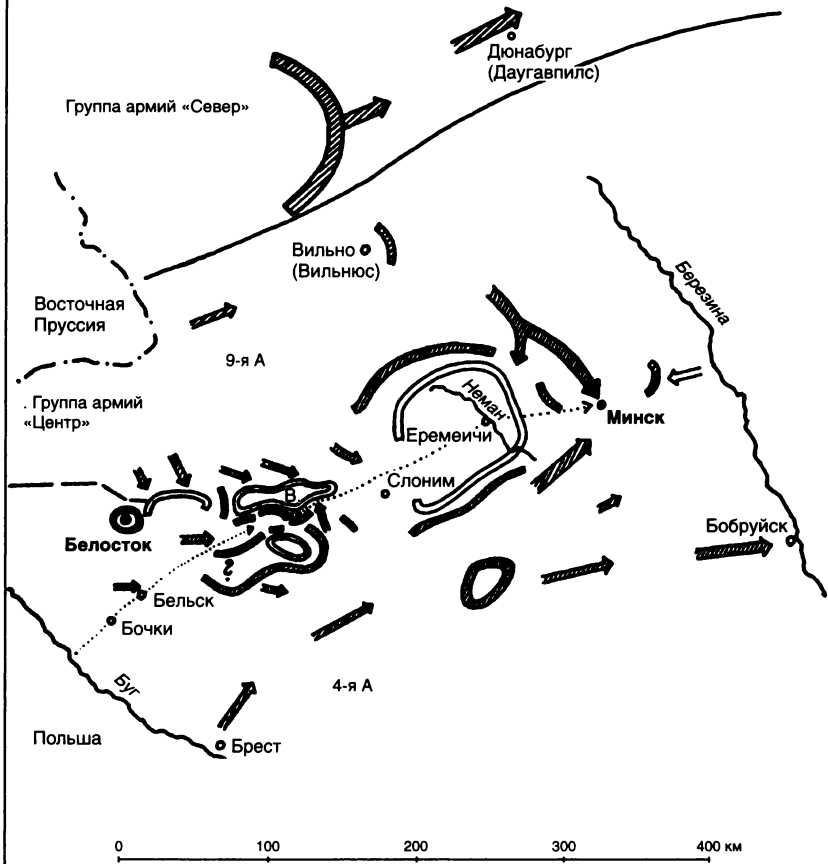 Дюнабург
(Даугавпилс)
Группа армий «Север»
Вильно
(Вильнюс)
Березина
Восточная
Пруссия
9-я А
Неман
. Группа армий
«Центр»
Минск
Еремеичи
Слоним
В.
Белосток
Бобруйск
?
Бельск
Бочки
Буг
4-я А
Польша
Брест
0 100 200 300 400 км